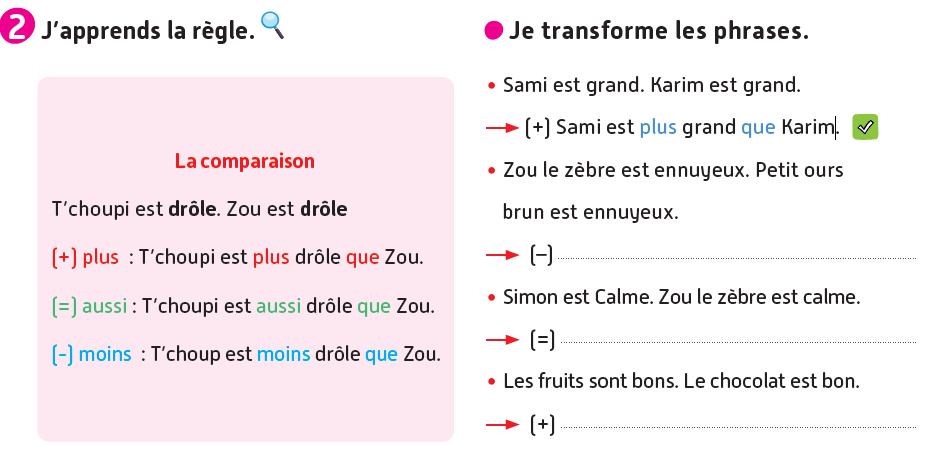 2 J'apprends la règle.
La comparaison
T'choupi est drôle. Zou est drôle
(+) plus : T'choupi est plus drôle que Zou.
(=) aussi : T'choupi est aussi drôle que Zou.
(-) moins : T'choup est moins drôle que Zou.
● Je transforme les phrases.
• Sami est grand. Karim est grand.
(+) Sami est plus grand que Karim.
• Zou le zèbre est ennuyeux. Petit ours
brun est ennuyeux.
(–) ........................................
• Simon est Calme. Zou le zèbre est calme.
(=) ........................................
• Les fruits sont bons. Le chocolat est bon.
(+) ........................................